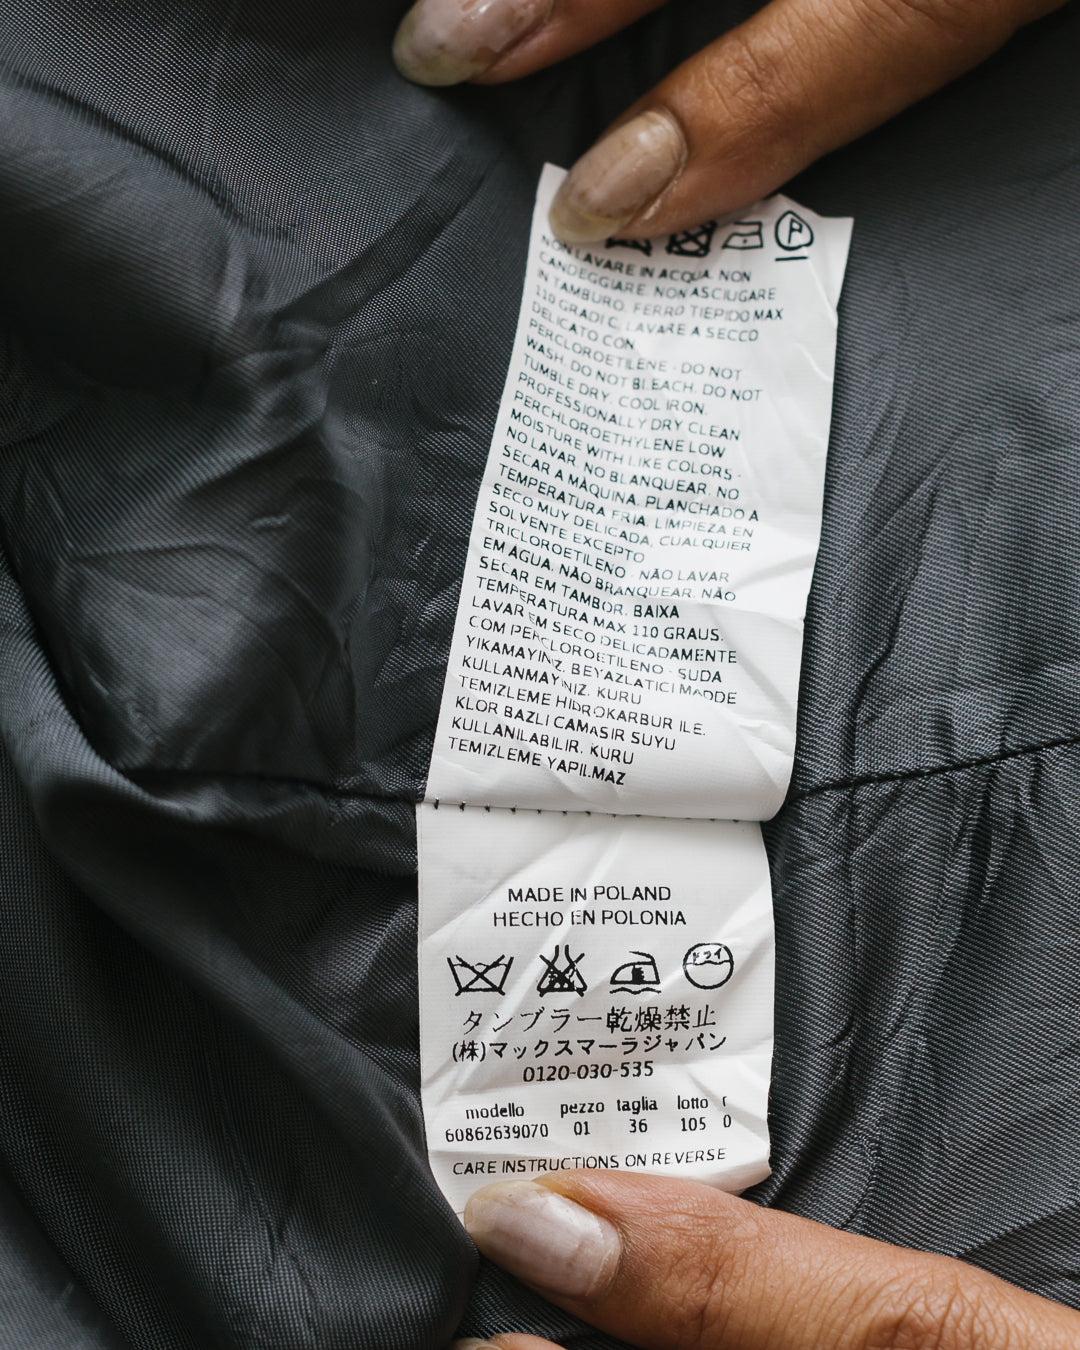 P
NON LAVARE IN ACQUA. NON
CANDEGGIARE. NON ASCIUGARE
IN TAMBURO. FERRO TIEPIDO MAX
110 GRADI C. LAVARE A SECCO
DELICATO CON
PERCLOROETILENE - DO NOT
WASH. DO NOT BLEACH. DO NOT
TUMBLE DRY. COOL IRON.
PROFESSIONALLY DRY CLEAN
PERCHLOROETHYLENE LOW
MOISTURE WITH LIKE COLORS -
NO LAVAR. NO BLANQUEAR. NO
SECAR A MÀQUINA. PLANCHADO A
TEMPERATURA FRIA. LIMPIEZA EN
SECO MUY DELICADA, CUALQUIER
SOLVENTE EXCEPTO
TRICLOROETILENO - NÃO LAVAR
EM ÁGUA. NÃO BRANQUEAR. NÃO
SECAR EM TAMBOR. BAIXA
TEMPERATURA MAX 110 GRAUS.
LAVAR EM SECO DELICADAMENTE
COM PERCLOROETILENO - SUDA
YIKAMAYINIZ. BEYAZLATICI MADDE
KULLANMAYINIZ. KURU
TEMIZLEME HIDROKARBUR ILE.
KLOR BAZLI CAMASIR SUYU
KULLANILABILIR. KURU
TEMIZLEME YAPILMAZ
MADE IN POLAND
HECHO EN POLONIA
ドライ
タンブラー乾燥禁止
(株)マックスマーラジャパン
0120-030-535
modello pezzo taglia lotto r
60862639070 01 36 105 0
CARE INSTRUCTIONS ON REVERSE